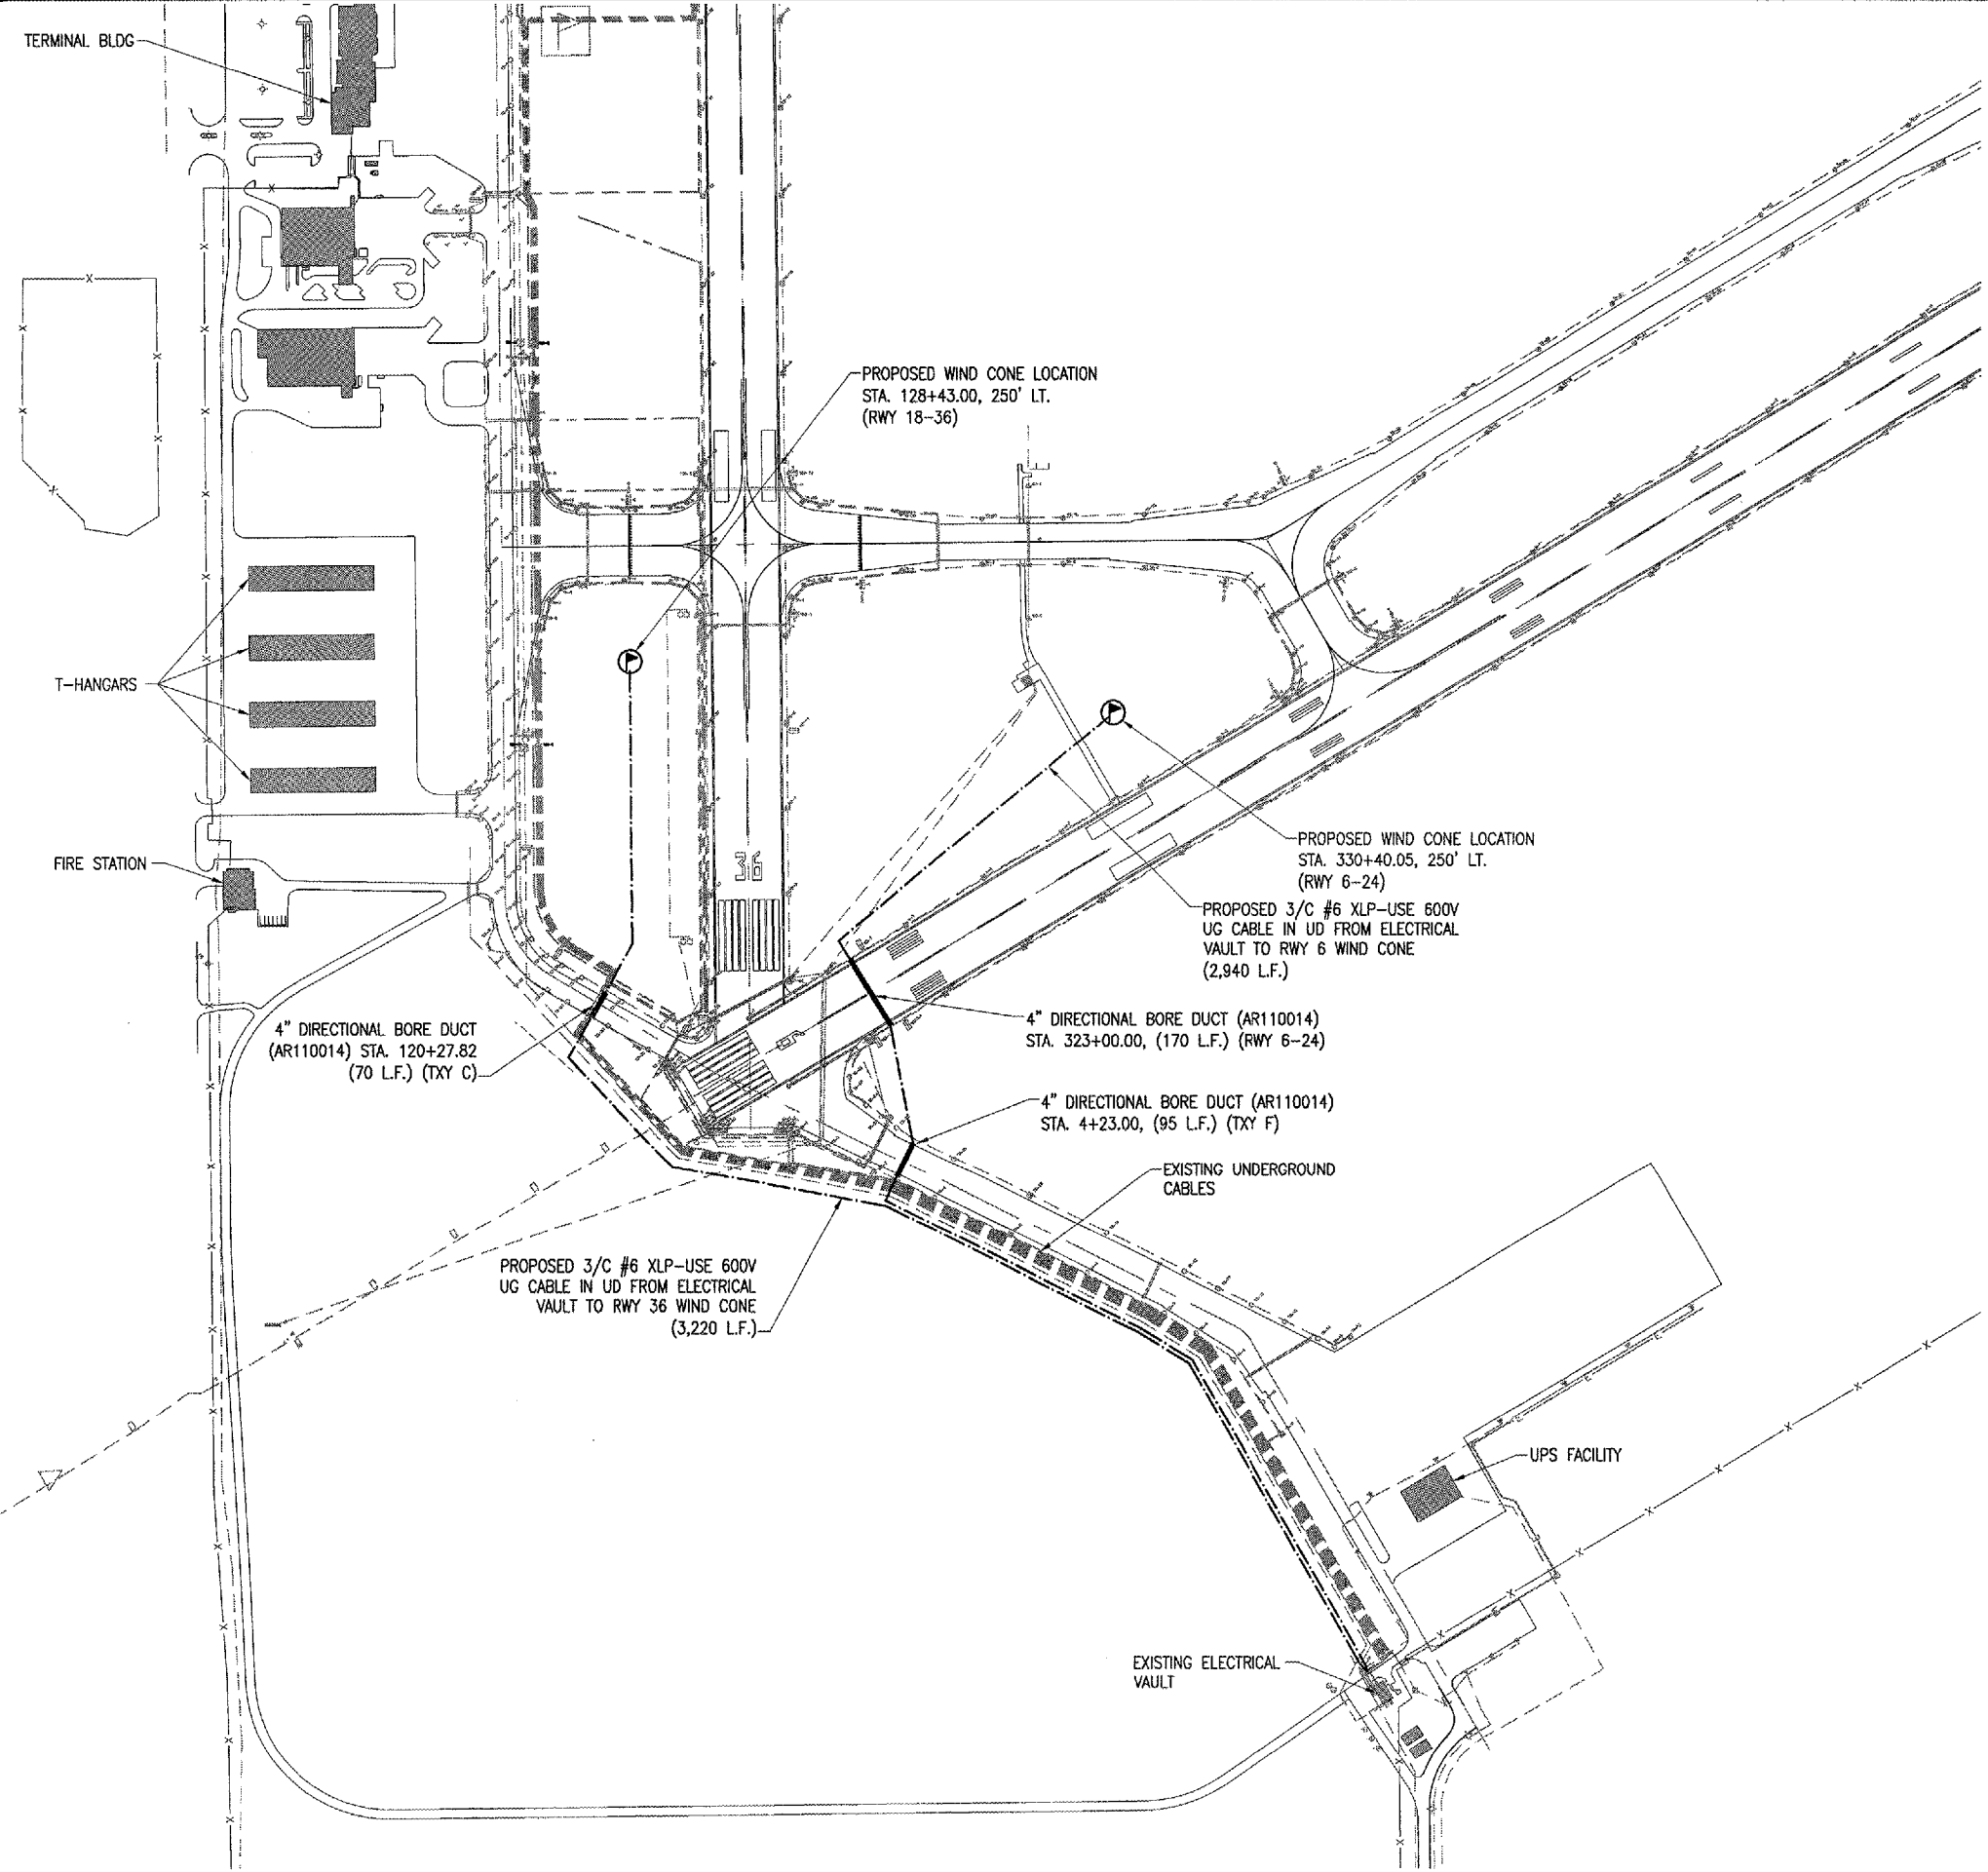 TERMINAL BLDG
PROPOSED WIND CONE LOCATION
STA. 128+43.00, 250' LT.
(RWY 18-36)
T-HANGARS
PROPOSED WIND CONE LOCATION
STA. 330+40.05, 250' LT.
(RWY 6-24)
FIRE STATION
36
PROPOSED 3/C #6 XLP-USE 600V
UG CABLE IN UD FROM ELECTRICAL
VAULT TO RWY 6 WIND CONE
(2,940 L.F.)
4" DIRECTIONAL BORE DUCT
(AR110014) STA. 120+27.82
(70 L.F.) (TXY C)
4" DIRECTIONAL BORE DUCT (AR110014)
STA. 323+00.00, (170 L.F.) (RWY 6-24)
6
4" DIRECTIONAL BORE DUCT (AR110014)
STA. 4+23.00, (95 L.F.) (TXY F)
EXISTING UNDERGROUND
CABLES
PROPOSED 3/C #6 XLP-USE 600V
UG CABLE IN UD FROM ELECTRICAL
VAULT TO RWY 36 WIND CONE
(3,220 L.F.)
UPS FACILITY
EXISTING ELECTRICAL
VAULT